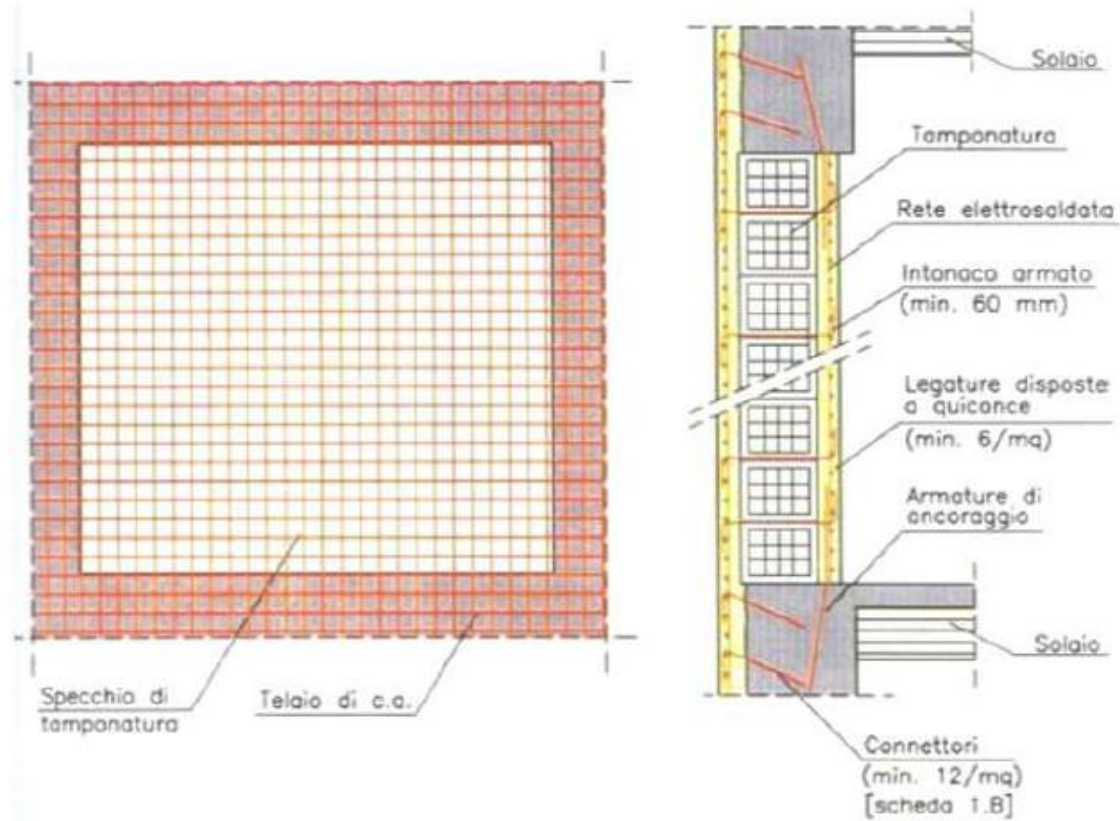 Specchio di
tamponatura
Telaio di c.a.
Solaio
Tamponatura
Rete elettrosaldata
Intonaco armato
(min. 60 mm)
Legature disposte
a quiconce
(min. 6/mq)
Armature di
ancoraggio
Solaio
Connettori
(min. 12/mq)
[scheda 1.B]